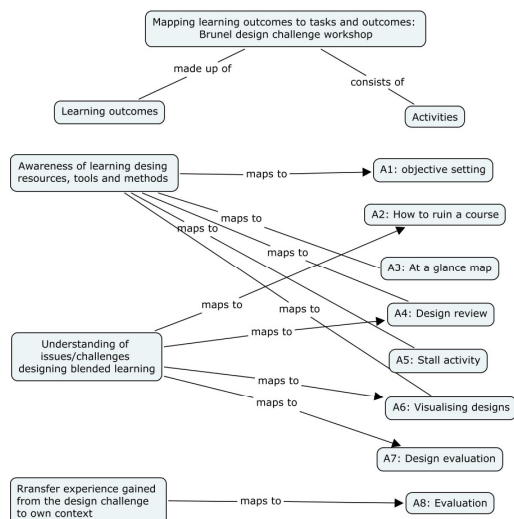 Mapping learning outcomes to tasks and outcomes:
Brunel design challenge workshop
made up of
consists of
Learning outcomes
Activities
Awareness of learning desing
resources, tools and methods
maps to
A1: objective setting
A2: How to ruin a course
maps to
maps to
A3: At a glance map
maps to
maps to
A4: Design review
Understanding of
issues/challenges
designing blended learning
maps to
A5: Stall activity
maps to
maps to
A6: Visualising designs
maps to
A7: Design evaluation
Rransfer experience gained
from the design challenge
to own context
maps to
A8: Evaluation